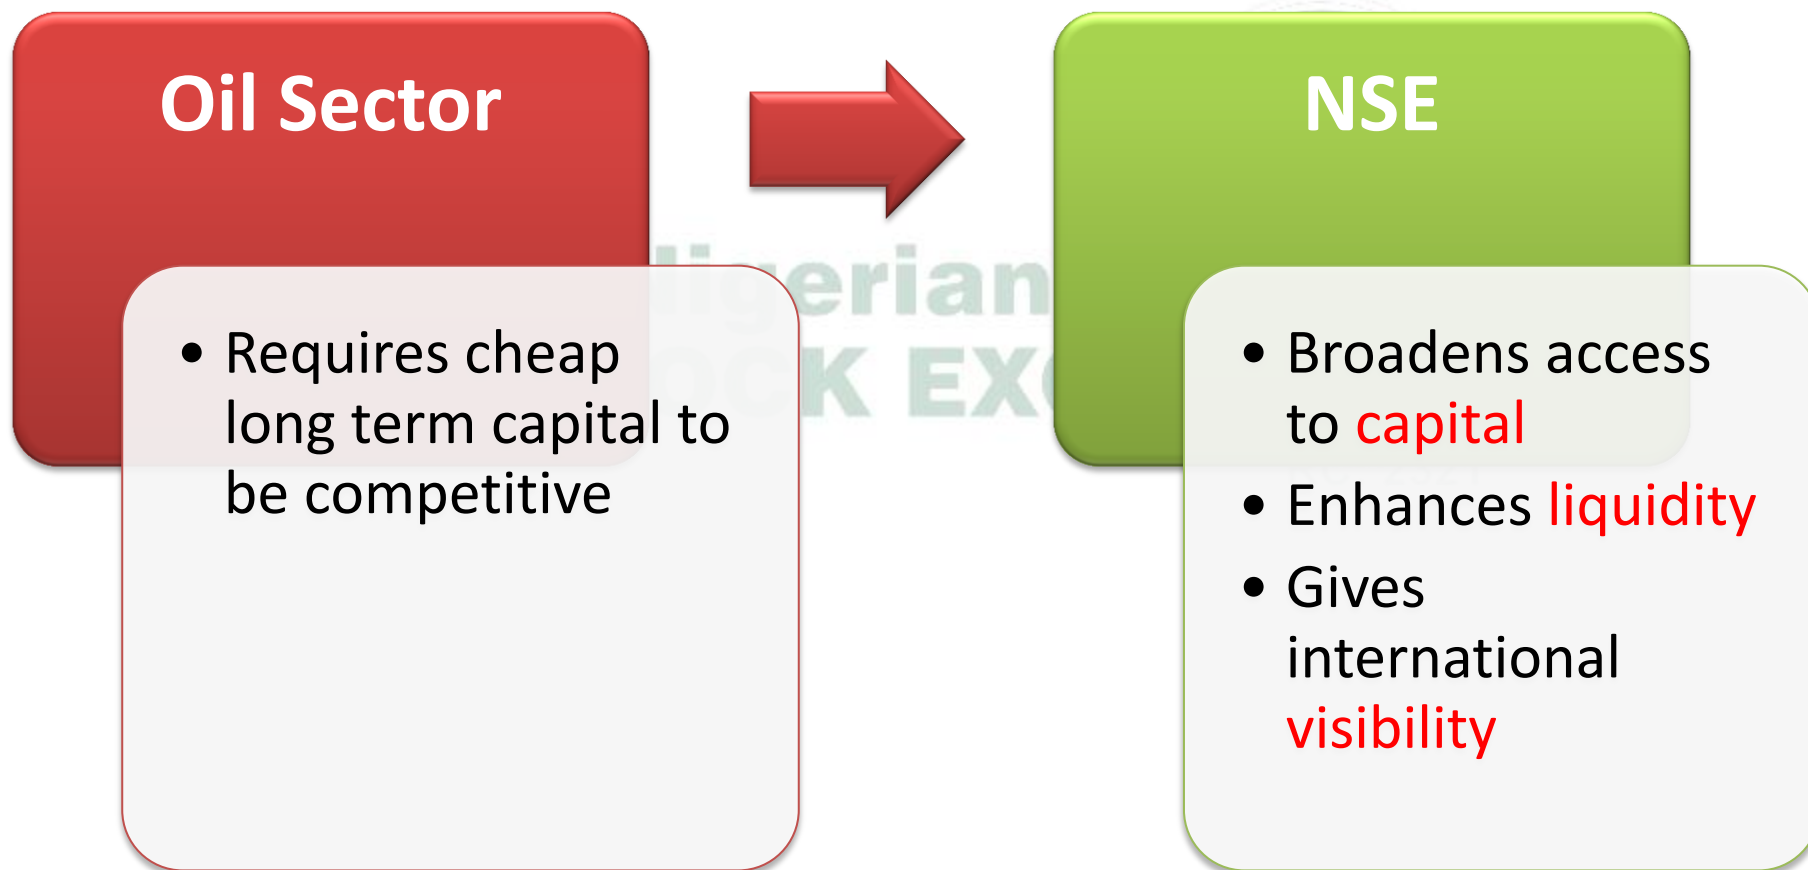 Oil Sector
• Requires cheap
long term capital to
be competitive
NSE
• Broadens access
to capital
• Enhances liquidity
• Gives
international
visibility